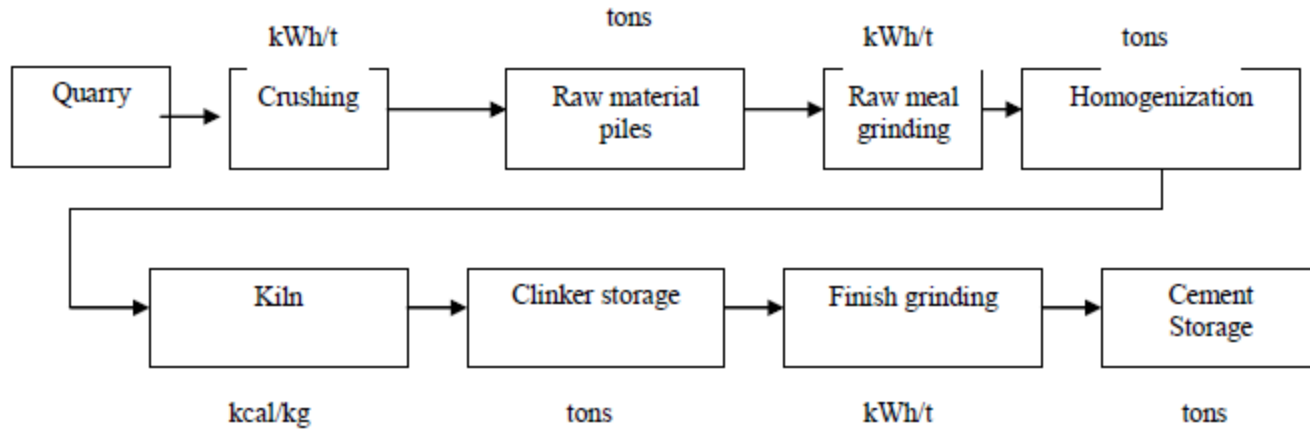 tons
kWh/t
kWh/t
tons
Quarry
Crushing
Raw material
piles
Raw meal
grinding
Homogenization
Kiln
Clinker storage
Finish grinding
Cement
Storage
kcal/kg
tons
kWh/t
tons